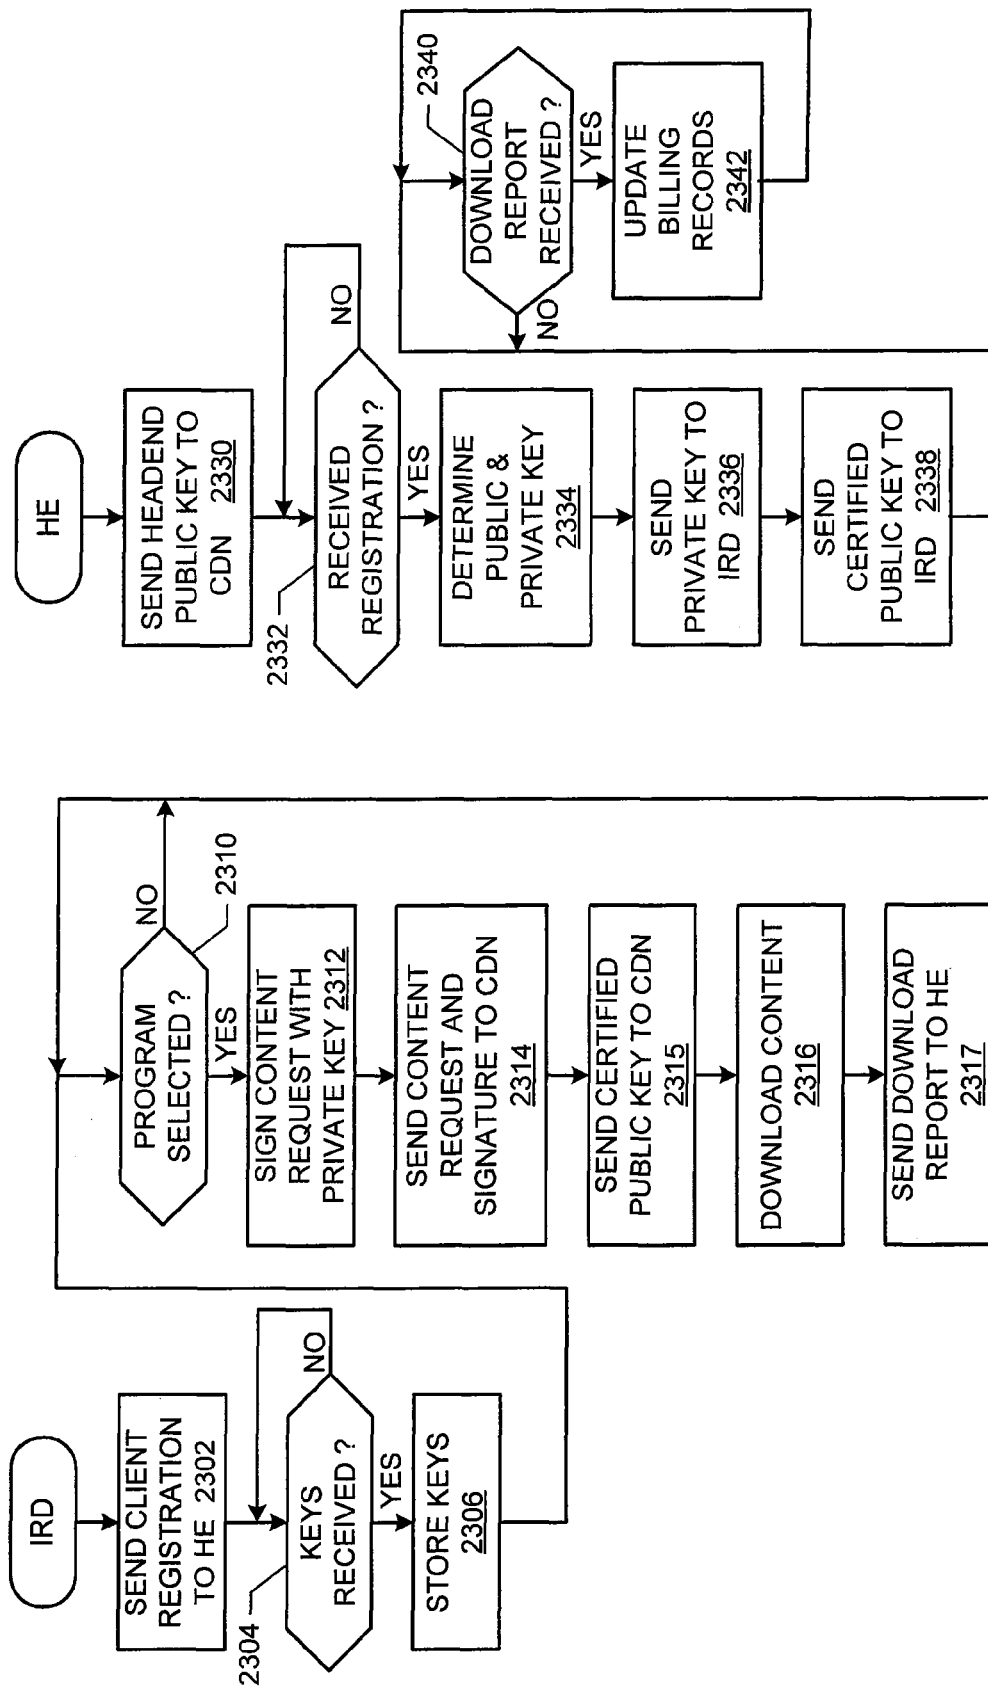 IRD
SEND CLIENT
REGISTRATION
TO HE 2302
2304
KEYS
RECEIVED ?
NO
YES
STORE KEYS
2306
PROGRAM
SELECTED ?
NO
2310
YES
SIGN CONTENT
REQUEST WITH
PRIVATE KEY 2312
SEND CONTENT
REQUEST AND
SIGNATURE TO CDN
2314
SEND CERTIFIED
PUBLIC KEY TO CDN
2315
DOWNLOAD CONTENT
2316
SEND DOWNLOAD
REPORT TO HE
2317
HE
SEND HEADEND
PUBLIC KEY TO
CDN 2330
2332
RECEIVED
REGISTRATION ?
NO
YES
DETERMINE
PUBLIC &
PRIVATE KEY
2334
SEND
PRIVATE KEY TO
IRD 2336
SEND
CERTIFIED
PUBLIC KEY TO
IRD 2338
2340
DOWNLOAD
REPORT
RECEIVED ?
NO
YES
UPDATE
BILLING
RECORDS
2342